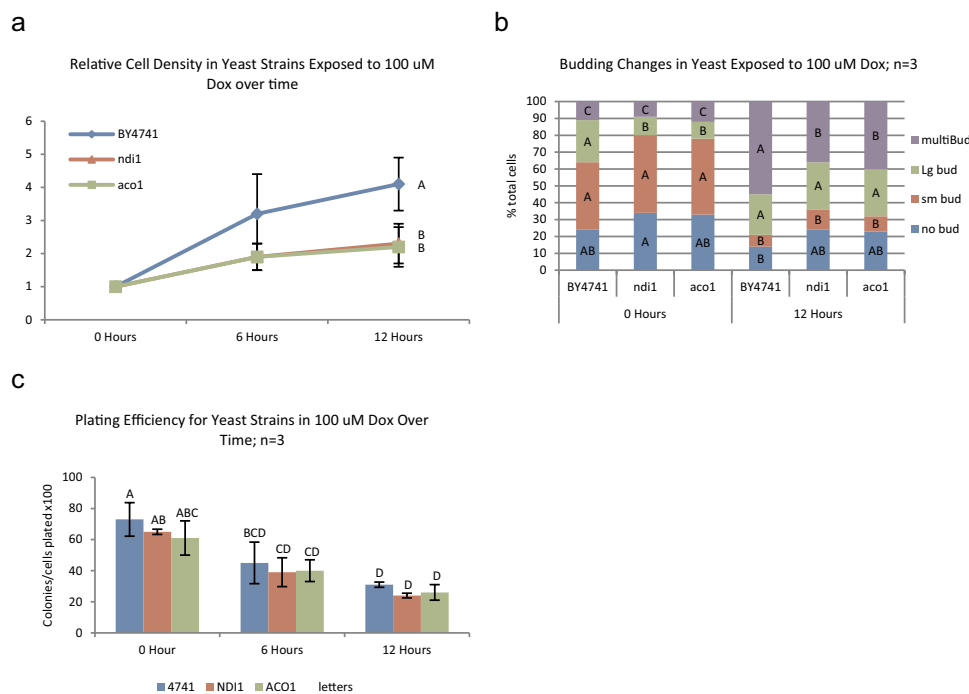 a
Relative Cell Density in Yeast Strains Exposed to 100 uM
Dox over time
6
5
4
3
2
1
0
BY4741
ndi1
aco1
A
B
B
0 Hours
6 Hours
12 Hours
b
Budding Changes in Yeast Exposed to 100 uM Dox; n=3
% total cells
100
90
80
70
60
50
40
30
20
10
0
C
A
A
AB
C
B
A
A
C
B
A
AB
A
A
B
B
B
A
B
AB
B
A
B
AB
BY4741
ndi1
aco1
BY4741
ndi1
aco1
0 Hours
12 Hours
multiBud
Lg bud
sm bud
no bud
c
Plating Efficiency for Yeast Strains in 100 uM Dox Over
Time; n=3
Colonies/cells plated x100
100
80
60
40
20
0
A
AB
ABC
BCD
CD
CD
D
D
D
0 Hour
6 Hours
12 Hours
4741
NDI1
ACO1
letters